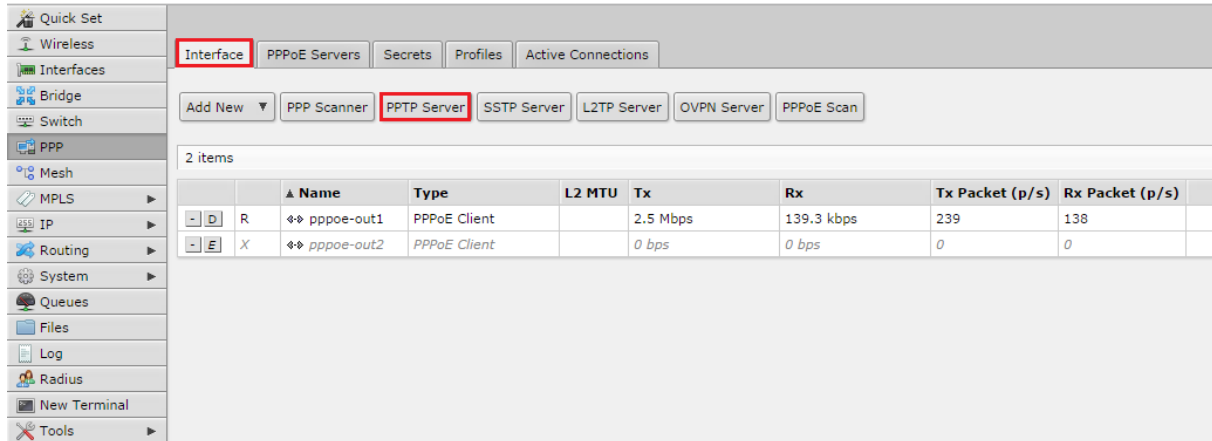 Quick Set
Wireless
Interfaces
Bridge
Switch
PPP
Mesh
MPLS
255 IP
Routing
System
Queues
Files
Log
Radius
New Terminal
Tools
Interface PPPoE Servers Secrets Profiles Active Connections
Add New ▼ PPP Scanner PPTP Server SSTP Server L2TP Server OVPN Server PPPoE Scan
2 items
▲ Name Type L2 MTU Tx Rx Tx Packet (p/s) Rx Packet (p/s)
- D R pppoe-out1 PPPoE Client 2.5 Mbps 139.3 kbps 239 138
- E X pppoe-out2 PPPoE Client 0 bps 0 bps 0 0